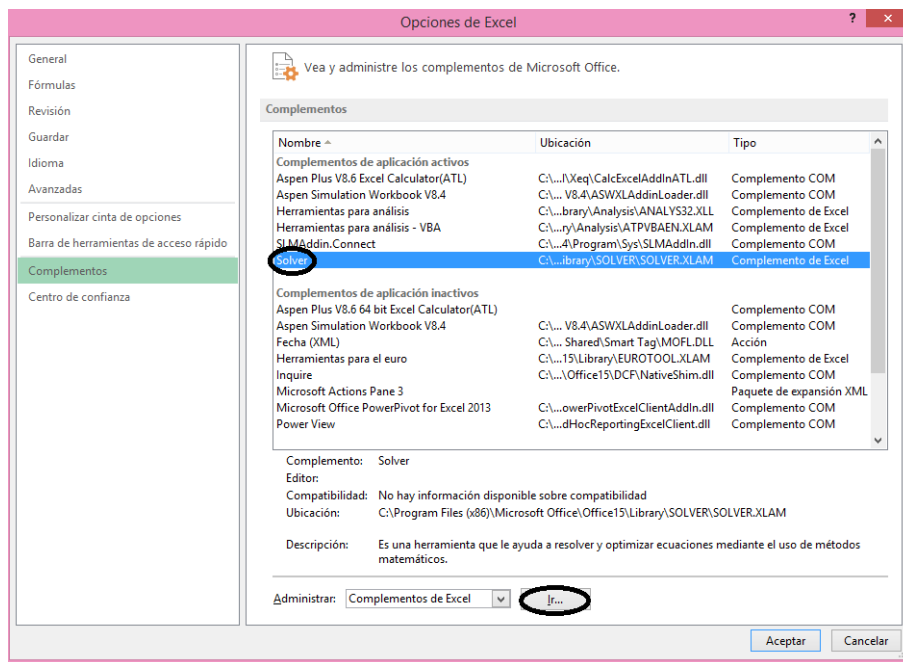 Opciones de Excel
? ×
General
Fórmulas
Revisión
Guardar
Idioma
Avanzadas
Personalizar cinta de opciones
Barra de herramientas de acceso rápido
Complementos
Centro de confianza
Vea y administre los complementos de Microsoft Office.
Complementos
Nombre Ubicación Tipo
Complementos de aplicación activos
Aspen Plus V8.6 Excel Calculator(ATL) C:\...l\Xeq\CalcExcelAddInATL.dll Complemento COM
Aspen Simulation Workbook V8.4 C:\... V8.4\ASWXLAddinLoader.dll Complemento COM
Herramientas para análisis C:\...brary\Analysis\ANALYS32.XLL Complemento de Excel
Herramientas para análisis - VBA C:\...ry\Analysis\ATPVBAEN.XLAM Complemento de Excel
SLMAddin.Connect C:\...4\Program\Sys\SLMAddIn.dll Complemento COM
Solver C:\...ibrary\SOLVER\SOLVER.XLAM Complemento de Excel
Complementos de aplicación inactivos
Aspen Plus V8.6 64 bit Excel Calculator(ATL) Complemento COM
Aspen Simulation Workbook V8.4 C:\... V8.4\ASWXLAddinLoader.dll Complemento COM
Fecha (XML) C:\... Shared\Smart Tag\MOFL.DLL Acción
Herramientas para el euro C:\...15\Library\EUROTOOL.XLAM Complemento de Excel
Inquire C:\...\Office15\DCF\NativeShim.dll Complemento COM
Microsoft Actions Pane 3 Paquete de expansión XML
Microsoft Office PowerPivot for Excel 2013 C:\...owerPivotExcelClientAddIn.dll Complemento COM
Power View C:\...dHocReportingExcelClient.dll Complemento COM
Complemento: Solver
Editor:
Compatibilidad: No hay información disponible sobre compatibilidad
Ubicación: C:\Program Files (x86)\Microsoft Office\Office15\Library\SOLVER\SOLVER.XLAM
Descripción: Es una herramienta que le ayuda a resolver y optimizar ecuaciones mediante el uso de métodos
matemáticos.
Administrar: Complementos de Excel Ir...
Aceptar Cancelar